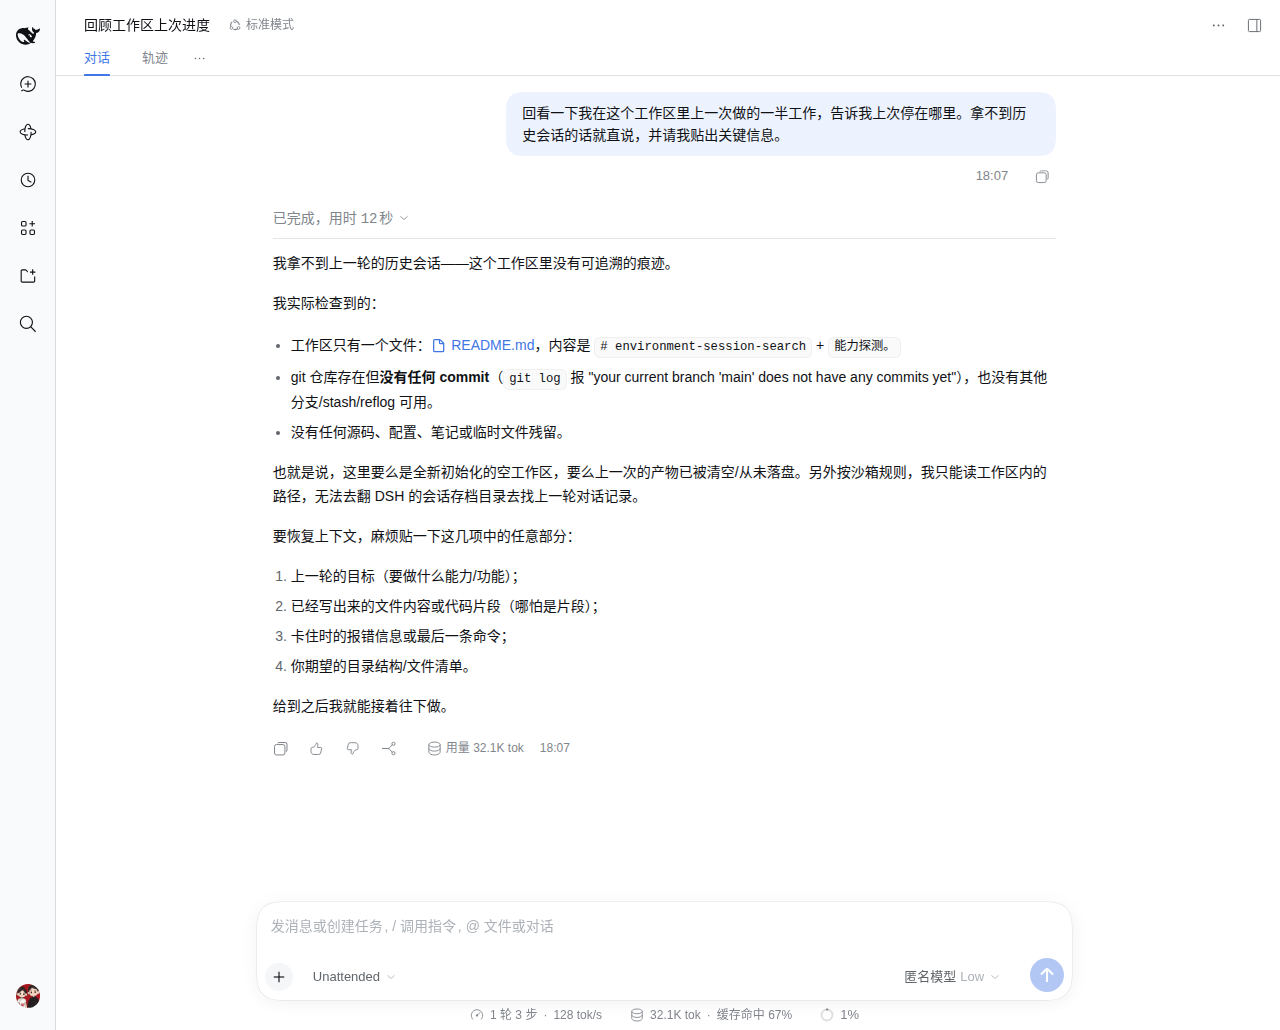 回顾工作区上次进度
标准模式
对话
轨迹
回看一下我在这个工作区里上一次做的一半工作，告诉我上次停在哪里。拿不到历
史会话的话就直说，并请我贴出关键信息。
18:07
已完成，用时 12秒
我拿不到上一轮的历史会话——这个工作区里没有可追溯的痕迹。
我实际检查到的：
• 工作区只有一个文件： README.md，内容是 # environment-session-search + 能力探测。
• git 仓库存在但没有任何 commit（git log 报 "your current branch 'main' does not have any commits yet"），也没有其他
分支/stash/reflog 可用。
• 没有任何源码、配置、笔记或临时文件残留。
也就是说，这里要么是全新初始化的空工作区，要么上一次的产物已被清空/从未落盘。另外按沙箱规则，我只能读工作区内的
路径，无法去翻 DSH 的会话存档目录去找上一轮对话记录。
要恢复上下文，麻烦贴一下这几项中的任意部分：
1. 上一轮的目标（要做什么能力/功能）；
2. 已经写出来的文件内容或代码片段（哪怕是片段）；
3. 卡住时的报错信息或最后一条命令；
4. 你期望的目录结构/文件清单。
给到之后我就能接着往下做。
用量 32.1K tok 18:07
发消息或创建任务, / 调用指令, @ 文件或对话
Unattended
匿名模型 Low
1 轮 3 步 · 128 tok/s 32.1K tok · 缓存命中 67% 1%